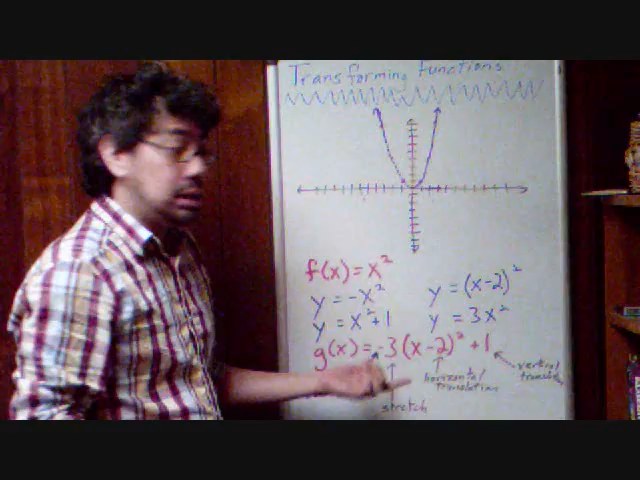 Transforming functions
f(x) = x²
y = -x²
y = (x-2)²
y = x² + 1
y = 3x²
g(x) = -3 (x-2)² + 1
stretch
horizontal
translation
vertical